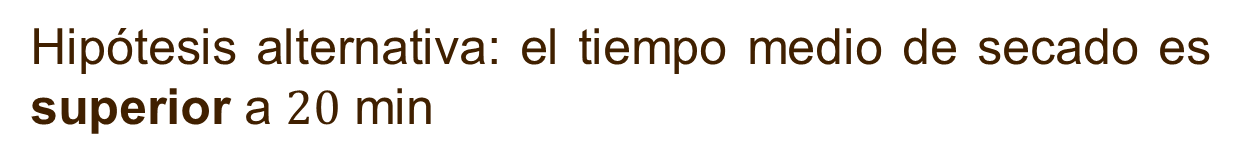 Hipótesis alternativa: el tiempo medio de secado es
superior a 20 min